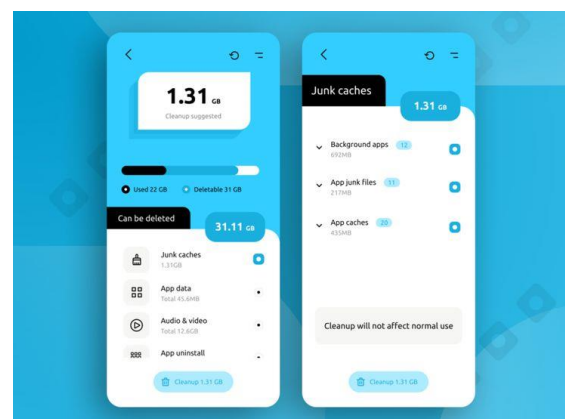 1.31 GB
Cleanup suggested
Used 22 GB
Deletable 31 GB
Can be deleted
31.11 GB
Junk caches
1.31GB
App data
Total 45.6MB
Audio & video
Total 12.6GB
App uninstall
Cleanup 1.31 GB
Junk caches
1.31 GB
Background apps 12
692MB
App junk files 11
217MB
App caches 20
435MB
Cleanup will not affect normal use
Cleanup 1.31 GB